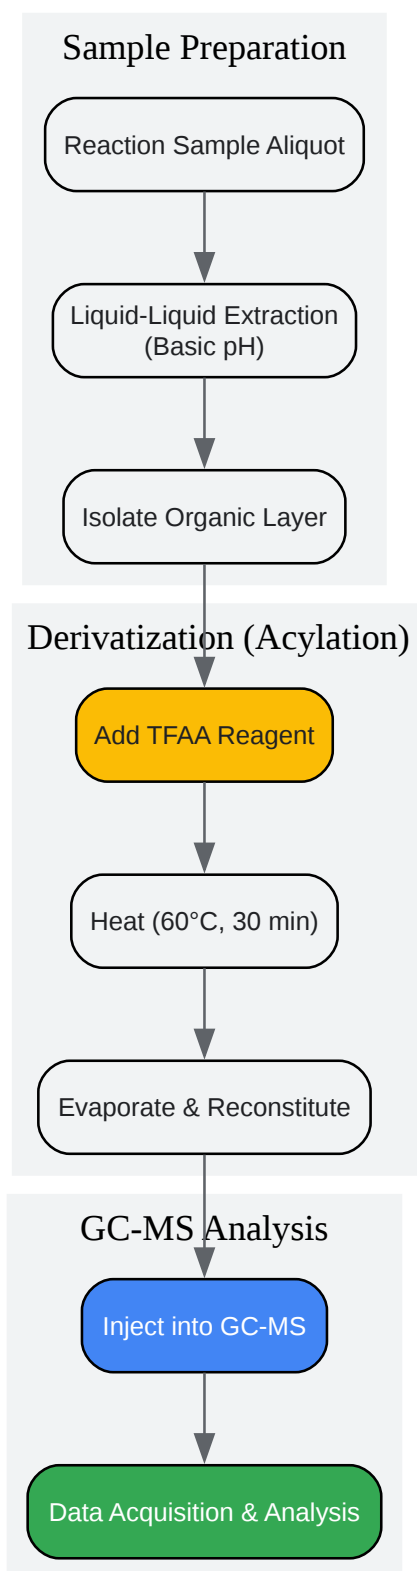 Sample Preparation
Reaction Sample Aliquot
Liquid-Liquid Extraction
(Basic pH)
Isolate Organic Layer
Derivatization (Acylation)
Add TFAA Reagent
Heat (60°C, 30 min)
Evaporate & Reconstitute
GC-MS Analysis
Inject into GC-MS
Data Acquisition & Analysis